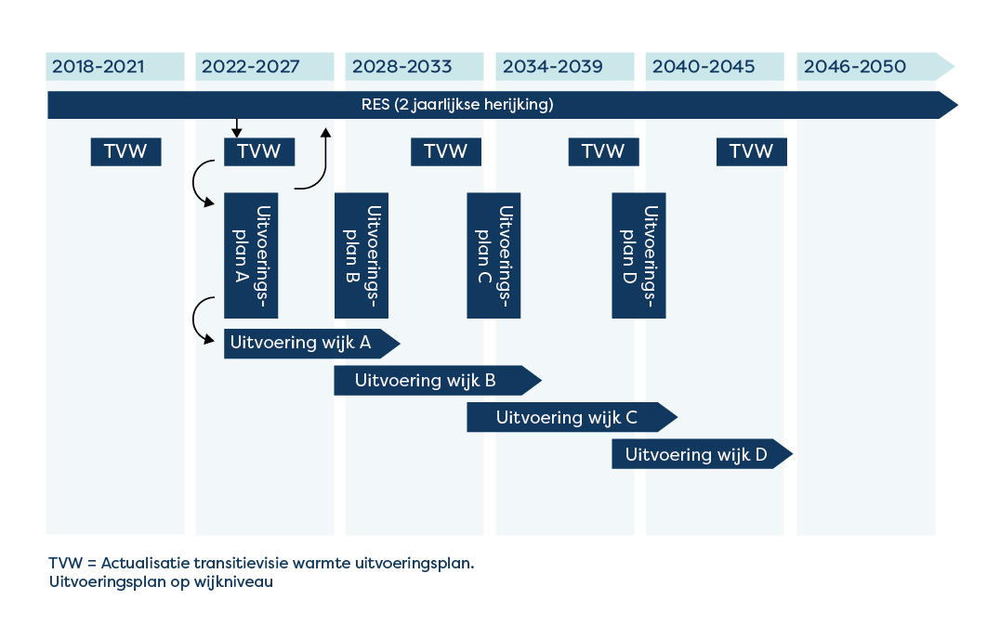 2018-2021
2022-2027
2028-2033
2034-2039
2040-2045
2046-2050
RES (2 jaarlijkse herijking)
TVW
TVW
TVW
TVW
TVW
Uitvoerings-
plan A
Uitvoerings-
plan B
Uitvoerings-
plan C
Uitvoerings-
plan D
Uitvoering wijk A
Uitvoering wijk B
Uitvoering wijk C
Uitvoering wijk D
TVW = Actualisatie transitievisie warmte uitvoeringsplan.
Uitvoeringsplan op wijkniveau